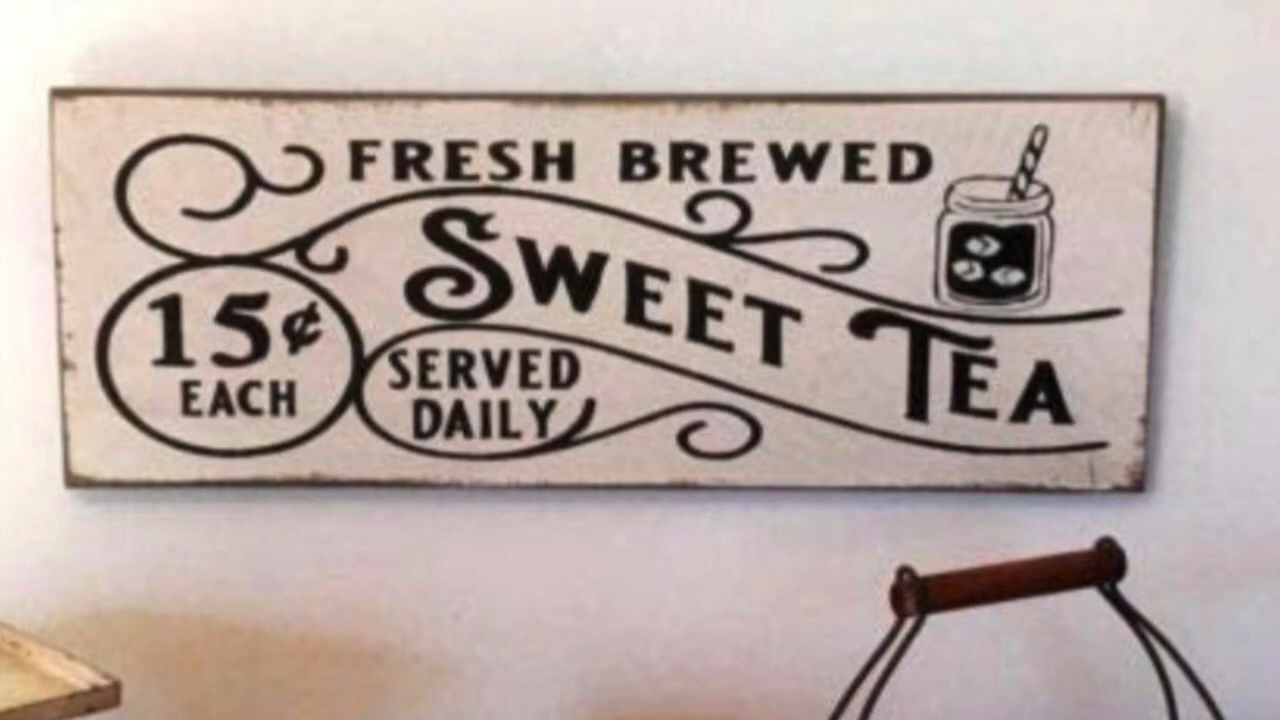 FRESH BREWED
SWEET TEA
15¢
EACH
SERVED
DAILY